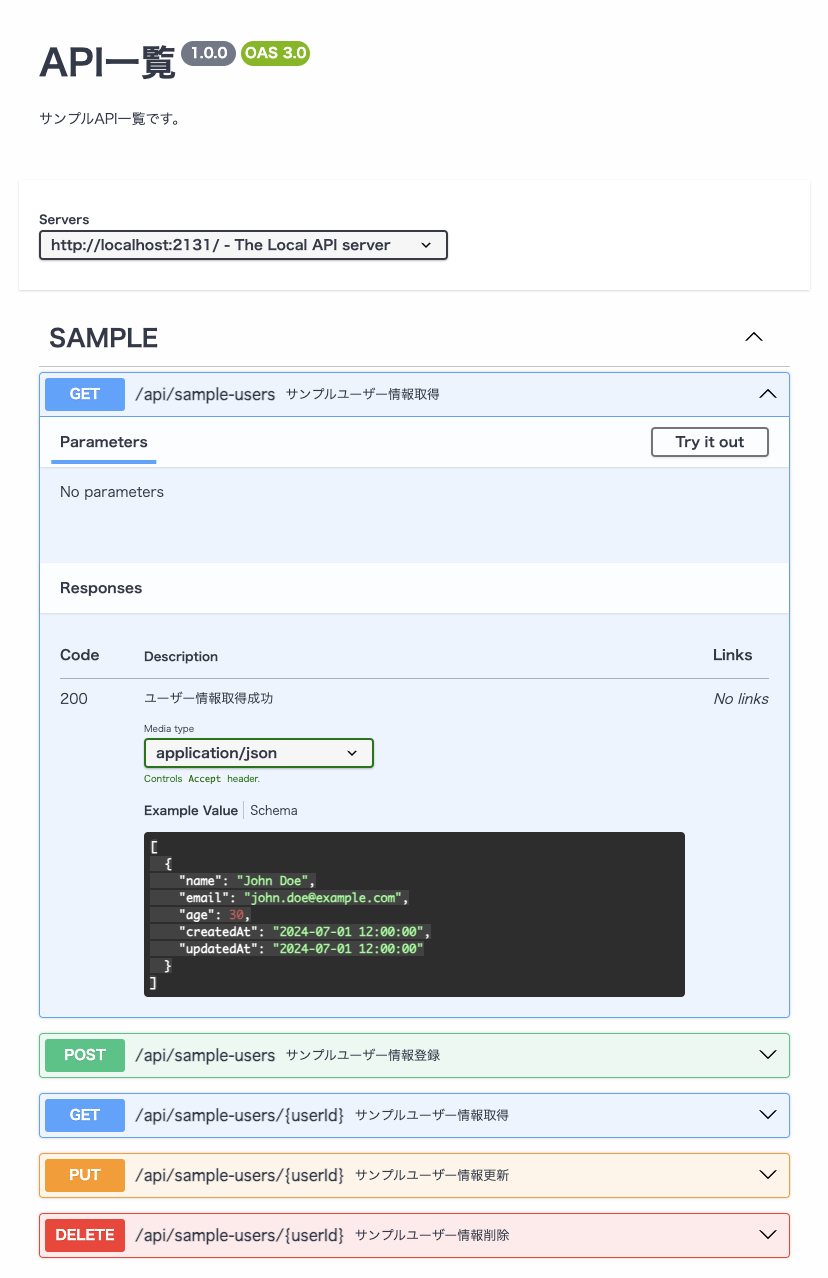 API一覧 1.0.0 OAS 3.0
サンプルAPI一覧です。
Servers
http://localhost:2131/ - The Local API server
SAMPLE
GET /api/sample-users サンプルユーザー情報取得
Parameters Try it out
No parameters
Responses
Code Description Links
200 ユーザー情報取得成功 No links
Media type
application/json
Controls Accept header.
Example Value Schema
[
  {
    "name": "John Doe",
    "email": "john.doe@example.com",
    "age": 30,
    "createdAt": "2024-07-01 12:00:00",
    "updatedAt": "2024-07-01 12:00:00"
  }
]
POST /api/sample-users サンプルユーザー情報登録
GET /api/sample-users/{userId} サンプルユーザー情報取得
PUT /api/sample-users/{userId} サンプルユーザー情報更新
DELETE /api/sample-users/{userId} サンプルユーザー情報削除